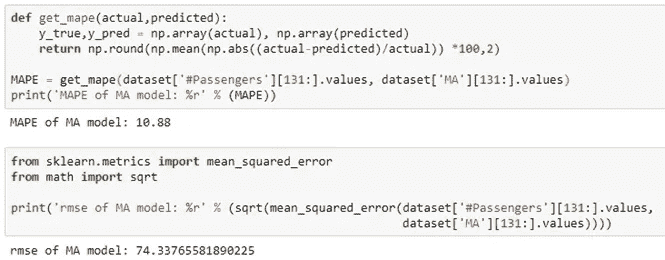 def get_mape(actual,predicted):
    y_true,y_pred = np.array(actual), np.array(predicted)
    return np.round(np.mean(np.abs((actual-predicted)/actual)) *100,2)
MAPE = get_mape(dataset['#Passengers'][131:].values, dataset['MA'][131:].values)
print('MAPE of MA model: %r' % (MAPE))
MAPE of MA model: 10.88
from sklearn.metrics import mean_squared_error
from math import sqrt
print('rmse of MA model: %r' % (sqrt(mean_squared_error(dataset['#Passengers'][131:].values,
                                                        dataset['MA'][131:].values))))
rmse of MA model: 74.33765581890225